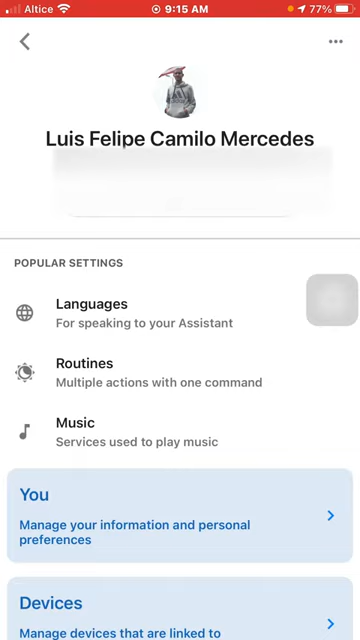 Altice 9:15 AM 77%
Luis Felipe Camilo Mercedes
POPULAR SETTINGS
Languages
For speaking to your Assistant
Routines
Multiple actions with one command
Music
Services used to play music
You
Manage your information and personal
preferences
Devices
Manage devices that are linked to